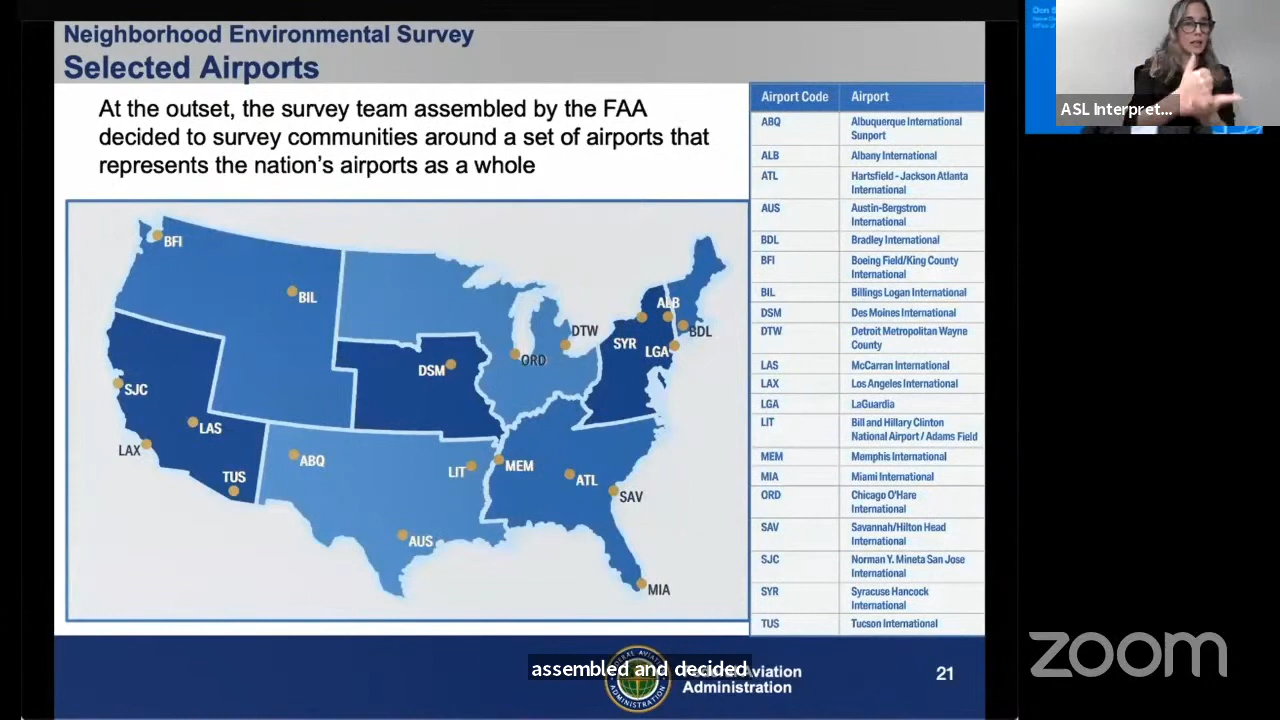 Neighborhood Environmental Survey
Selected Airports
At the outset, the survey team assembled by the FAA
decided to survey communities around a set of airports that
represents the nation's airports as a whole
BFI
BIL
ALB
DTW
BDL
SYR
LGA
ORD
DSM
SJC
LAS
LAX
TUS
ABQ
LIT
MEM
ATL
SAV
AUS
MIA
Airport Code Airport
ABQ Albuquerque International
Sunport
ALB Albany International
ATL Hartsfield - Jackson Atlanta
International
AUS Austin-Bergstrom
International
BDL Bradley International
BFI Boeing Field/King County
International
BIL Billings Logan International
DSM Des Moines International
DTW Detroit Metropolitan Wayne
County
LAS McCarran International
LAX Los Angeles International
LGA LaGuardia
LIT Bill and Hillary Clinton
National Airport / Adams Field
MEM Memphis International
MIA Miami International
ORD Chicago O'Hare
International
SAV Savannah/Hilton Head
International
SJC Norman Y. Mineta San Jose
International
SYR Syracuse Hancock
International
TUS Tucson International
assembled and decided
Aviation
Administration
21
ASL Interpret...
zoom